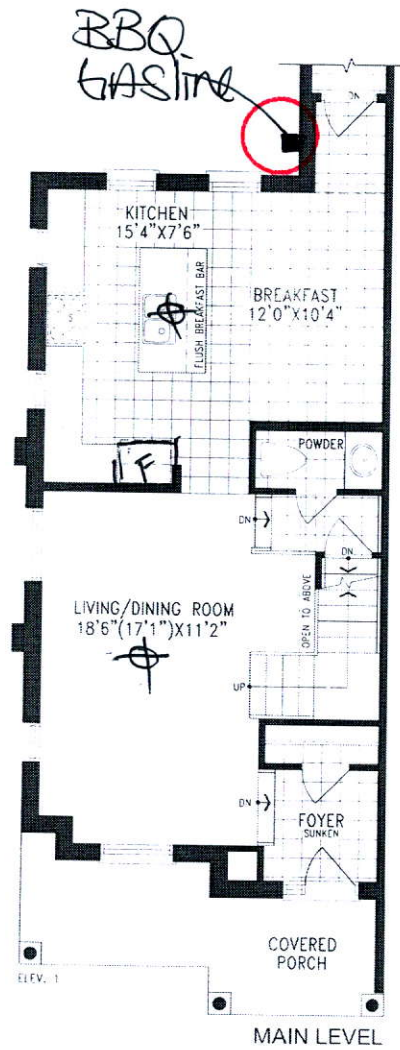 BBQ
GASline
DN
KITCHEN
15'4"X7'6"
FLUSH BREAKFAST BAR
BREAKFAST
12'0"X10'4"
S
F
POWDER
DN
DN
LIVING/DINING ROOM
18'6"(17'1")X11'2"
OPEN TO ABOVE
UP
DN
FOYER
SUNKEN
COVERED
PORCH
ELEV. 1
MAIN LEVEL